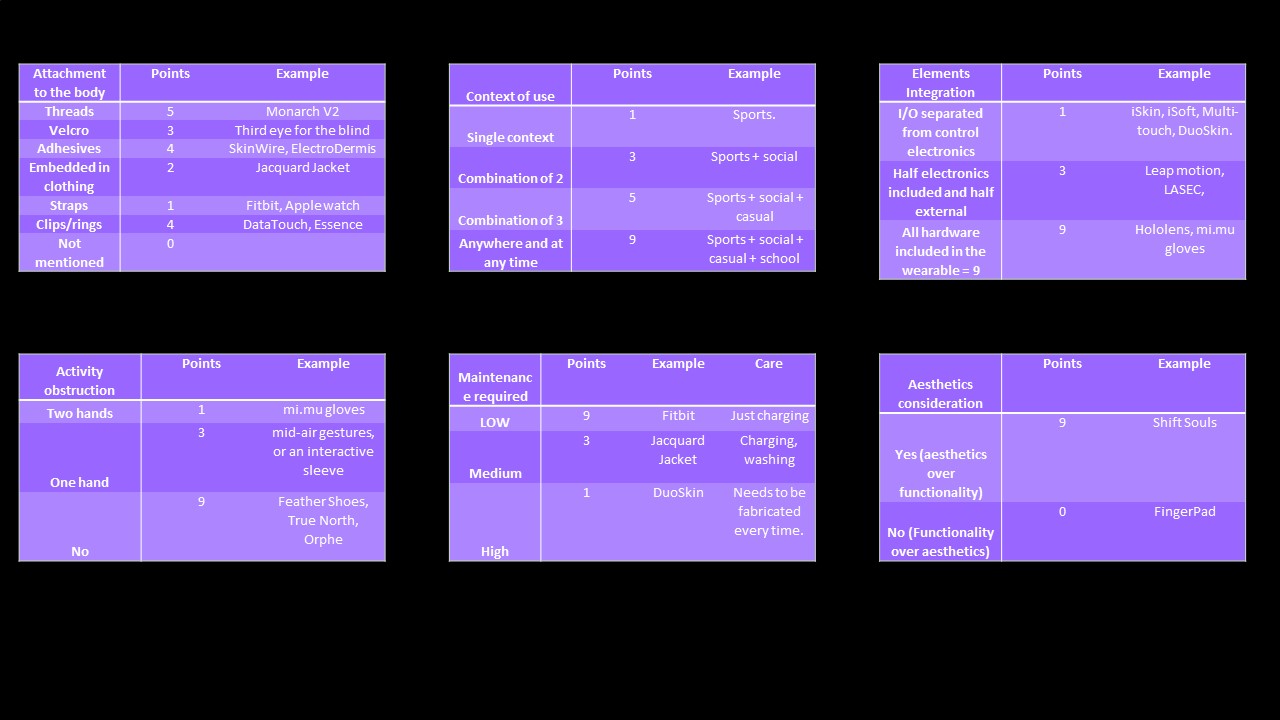 Attachment to the body Points Example
Threads 5 Monarch V2
Velcro 3 Third eye for the blind
Adhesives 4 SkinWire, ElectroDermis
Embedded in clothing 2 Jacquard Jacket
Straps 1 Fitbit, Apple watch
Clips/rings 4 DataTouch, Essence
Not mentioned 0
Context of use Points Example
Single context 1 Sports.
Combination of 2 3 Sports + social
Combination of 3 5 Sports + social + casual
Anywhere and at any time 9 Sports + social + casual + school
Elements Integration Points Example
I/O separated from control electronics 1 iSkin, iSoft, Multi-touch, DuoSkin.
Half electronics included and half external 3 Leap motion, LASEC,
All hardware included in the wearable = 9 9 Hololens, mi.mu gloves
Activity obstruction Points Example
Two hands 1 mi.mu gloves
One hand 3 mid-air gestures, or an interactive sleeve
No 9 Feather Shoes, True North, Orphe
Maintenance required Points Example Care
LOW 9 Fitbit Just charging
Medium 3 Jacquard Jacket Charging, washing
High 1 DuoSkin Needs to be fabricated every time.
Aesthetics consideration Points Example
Yes (aesthetics over functionality) 9 Shift Souls
No (Functionality over aesthetics) 0 FingerPad